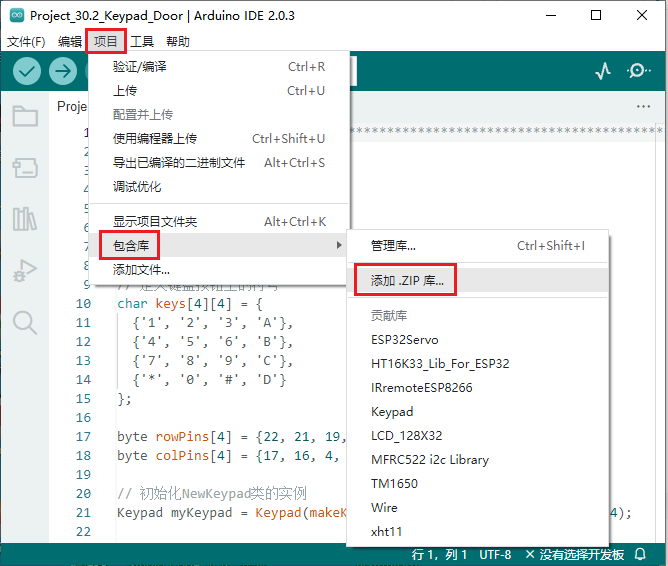 Project_30.2_Keypad_Door | Arduino IDE 2.0.3
文件(F) 编辑 项目 工具 帮助
验证/编译 Ctrl+R
上传 Ctrl+U
配置并上传
使用编程器上传 Ctrl+Shift+U
导出已编译的二进制文件 Alt+Ctrl+S
调试优化
显示项目文件夹 Alt+Ctrl+K
包含库
添加文件...
管理库... Ctrl+Shift+I
添加 .ZIP 库...
贡献库
ESP32Servo
HT16K33_Lib_For_ESP32
IRremoteESP8266
Keypad
LCD_128X32
MFRC522 i2c Library
TM1650
Wire
xht11
Proje
1
2
3
4
9
10 char keys[4][4] = {
11 {'1', '2', '3', 'A'},
12 {'4', '5', '6', 'B'},
13 {'7', '8', '9', 'C'},
14 {'*', '0', '#', 'D'}
15 };
16
17 byte rowPins[4] = {22, 21, 19,
18 byte colPins[4] = {17, 16, 4,
19
20 // 初始化NewKeypad类的实例
21 Keypad myKeypad = Keypad(makeK 4);
22
行 1，列 1 UTF-8 ✕ 没有选择开发板